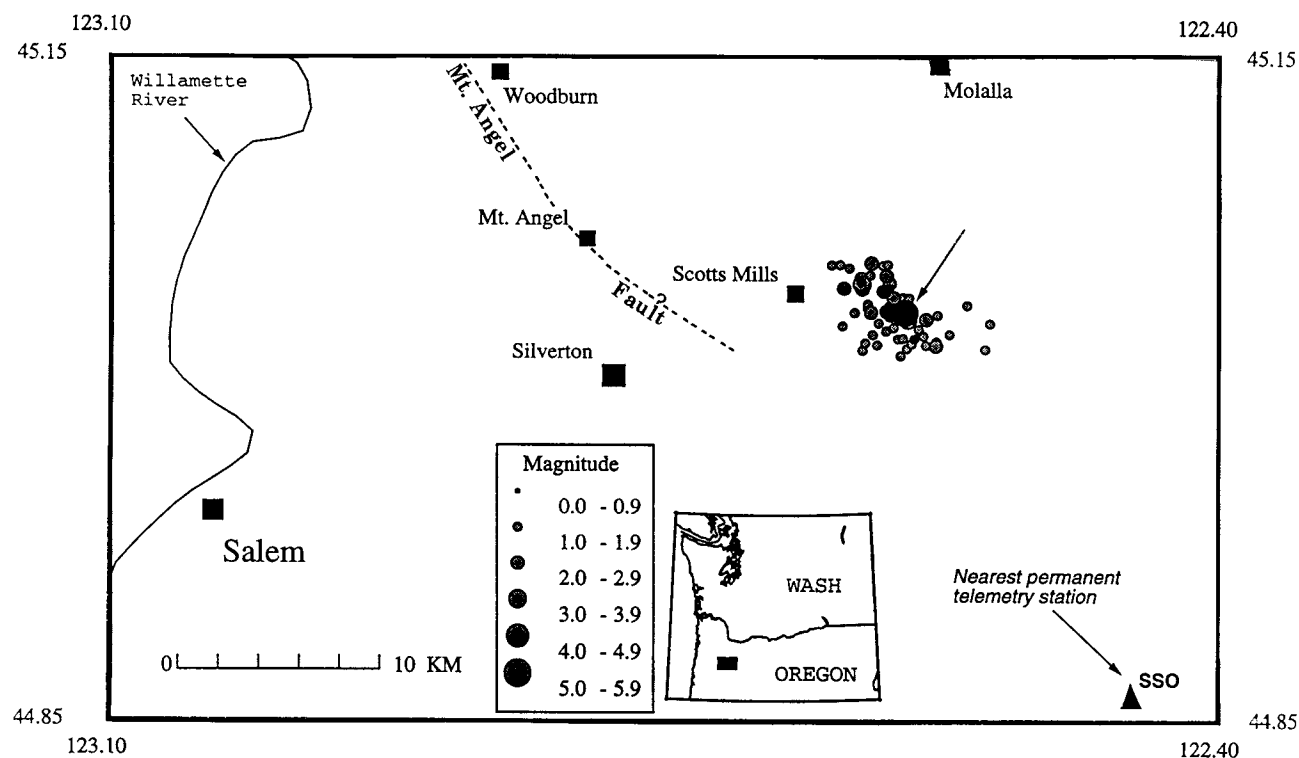 123.10
122.40
45.15
45.15
Willamette
River
Mt. Angel
Woodburn
Molalla
Mt. Angel
Scotts Mills
?
Fault
Silverton
Magnitude
0.0 - 0.9
1.0 - 1.9
2.0 - 2.9
3.0 - 3.9
4.0 - 4.9
5.0 - 5.9
Salem
WASH
OREGON
Nearest permanent
telemetry station
SSO
0 10 KM
44.85
44.85
123.10
122.40